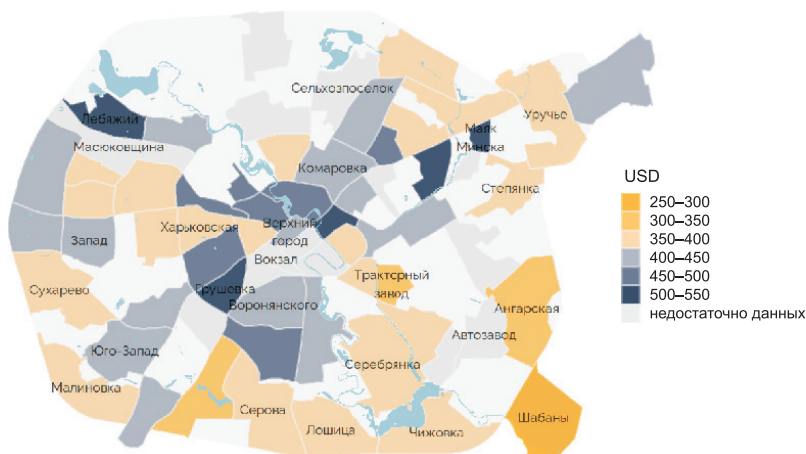 Сельхозпоселок
Лебяжий
Уручье
Маяк
Минска
Масюковщина
Комаровка
Степянка
Харьковская
Верхний
город
Запад
Вокзал
Тракторный
завод
Грушевка
Сухарево
Воронянского
Ангарская
Автозавод
Юго-Запад
Серебрянка
Малиновка
Серова
Лошица
Чижовка
Шабаны
USD
250–300
300–350
350–400
400–450
450–500
500–550
недостаточно данных